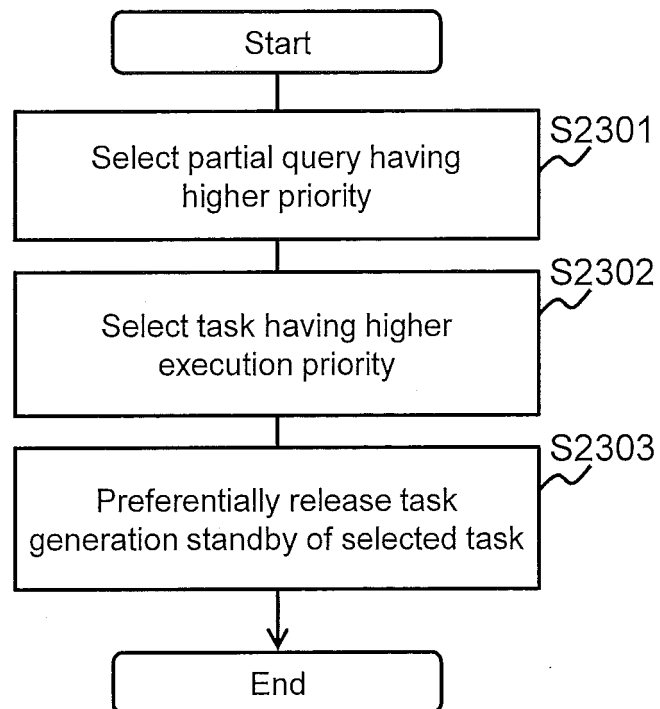 Start
S2301
Select partial query having
higher priority
S2302
Select task having higher
execution priority
S2303
Preferentially release task
generation standby of selected task
End